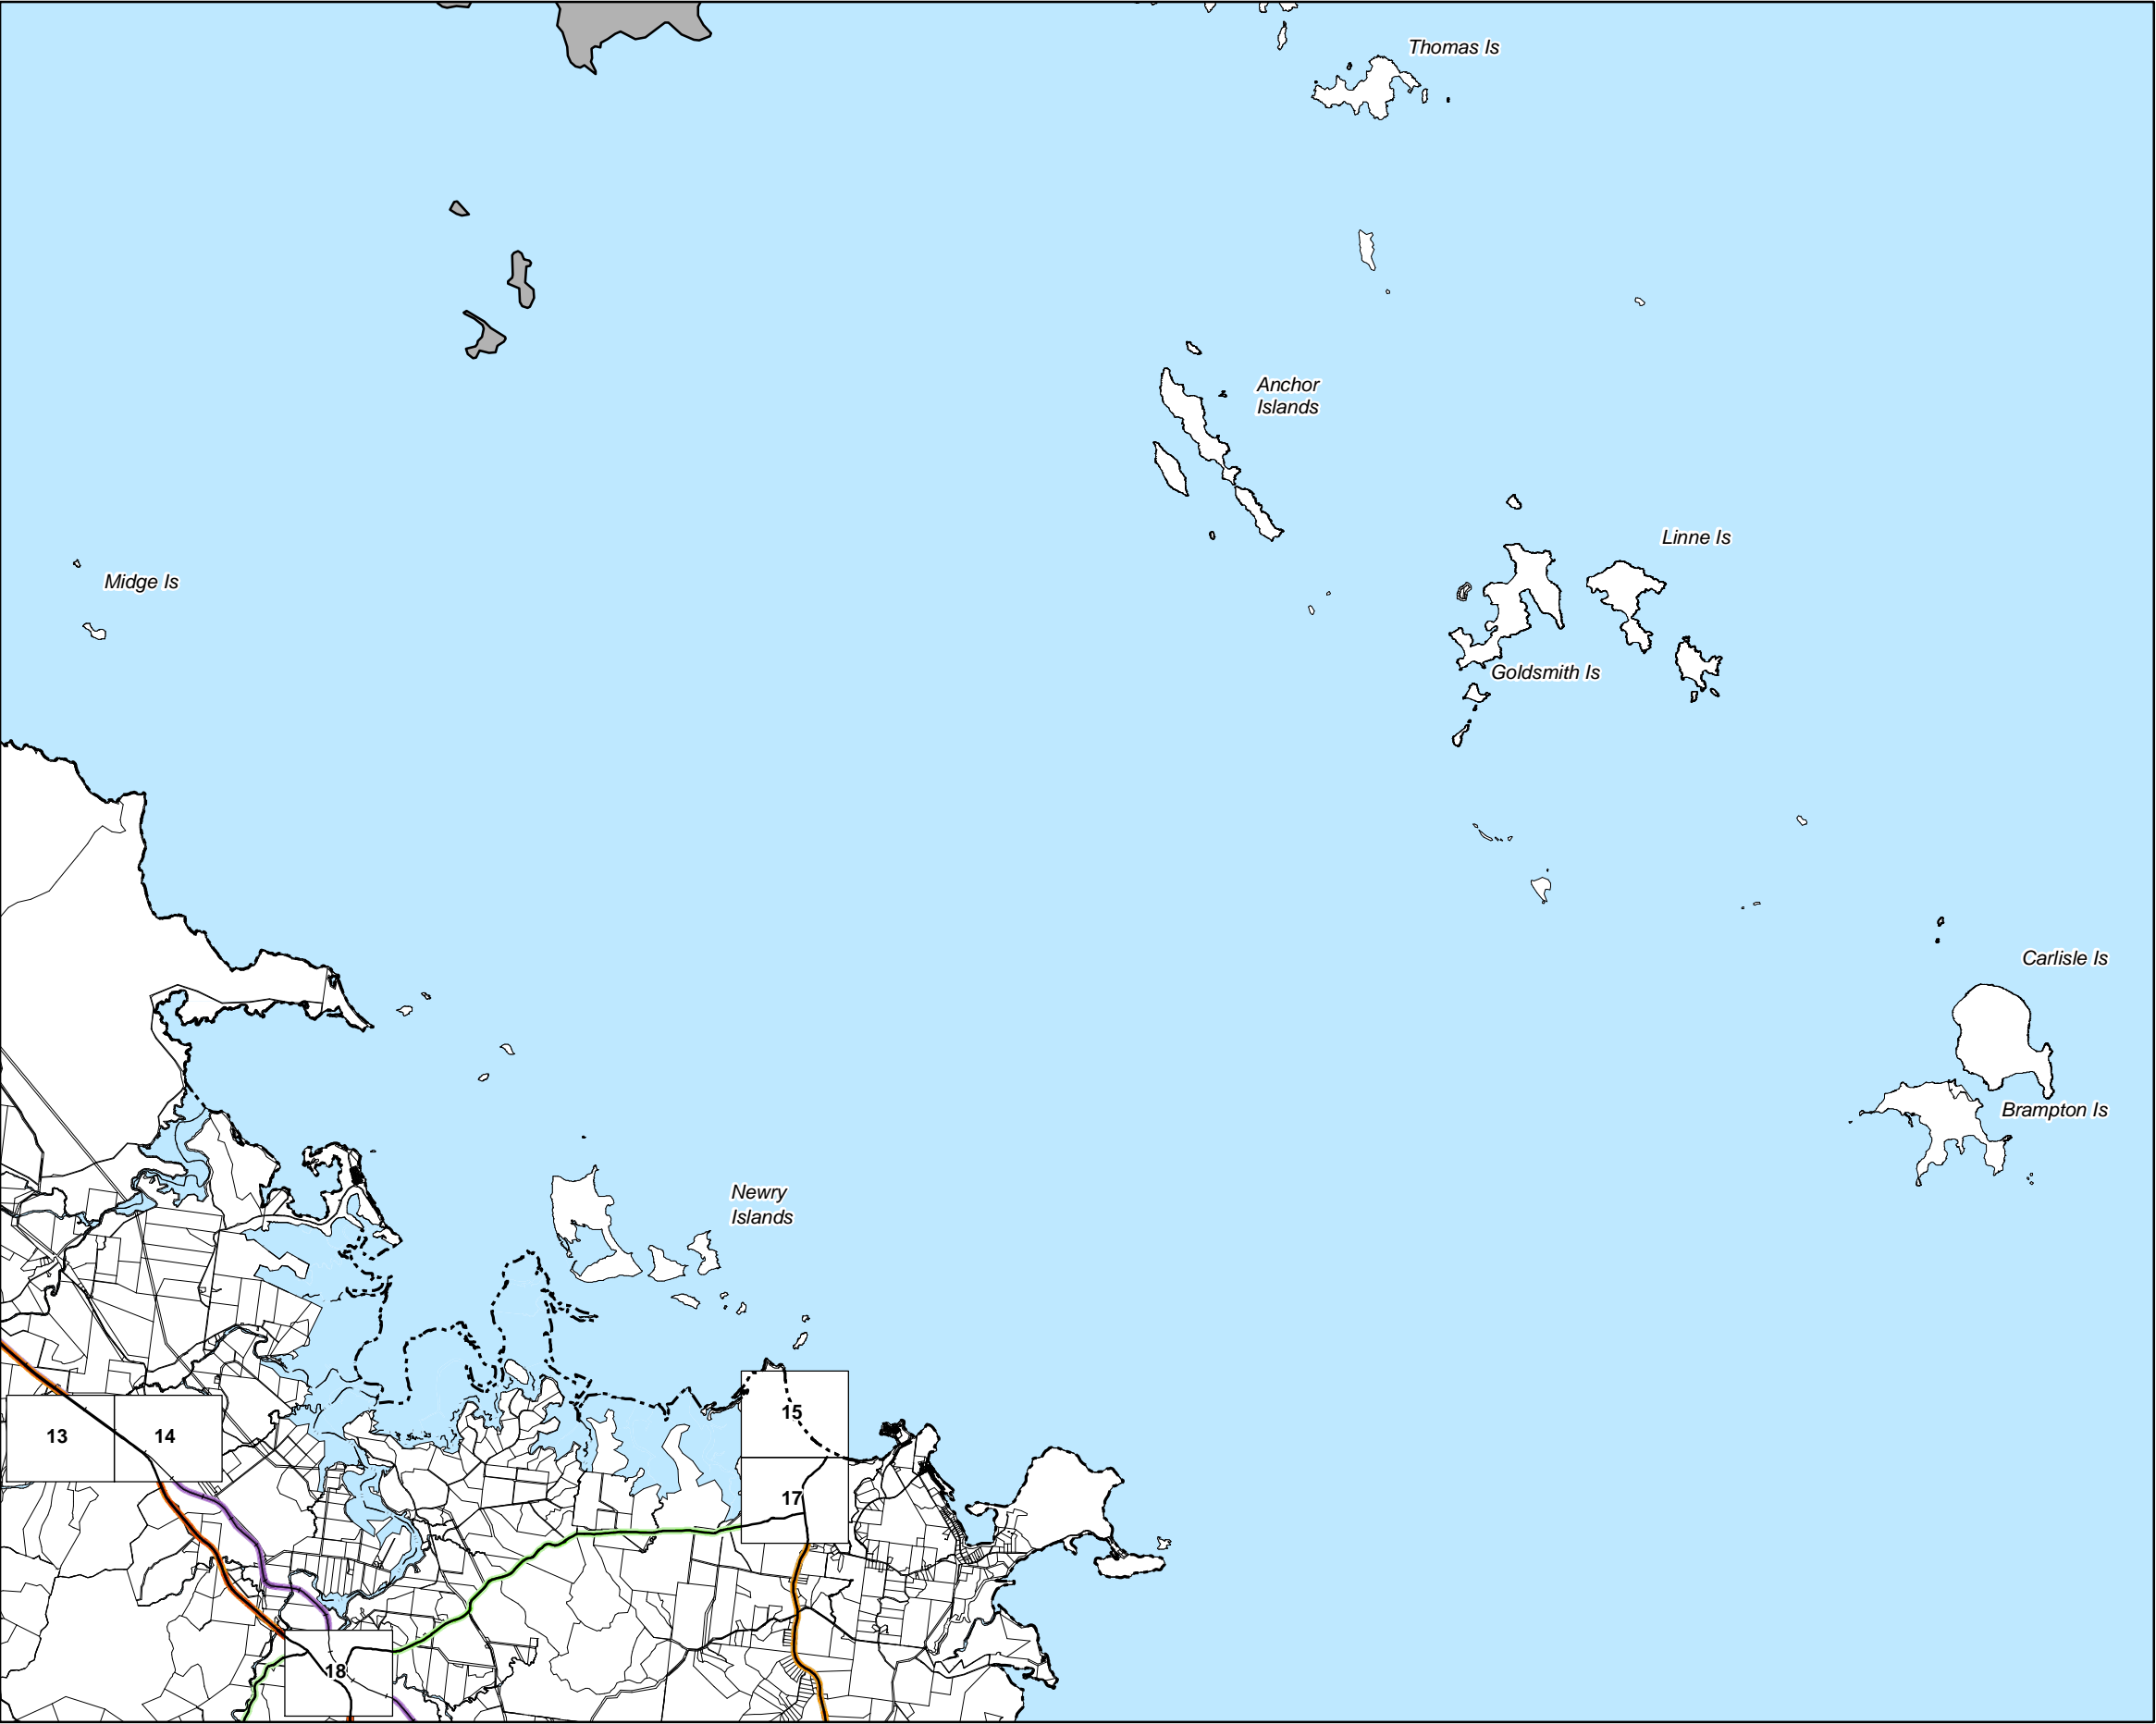 Thomas Is
Anchor
Islands
Linne Is
Midge Is
Goldsmith Is
Carlisle Is
Brampton Is
Newry
Islands
15
13
14
17
18